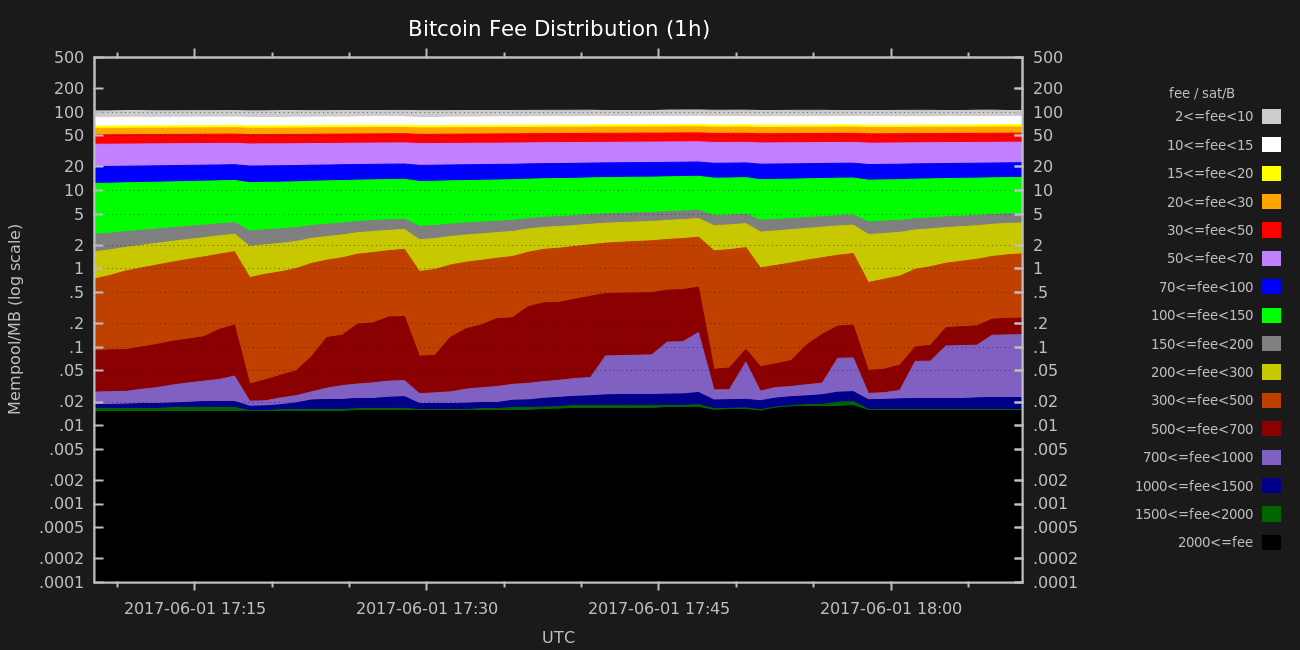 Bitcoin Fee Distribution (1h)
Mempool/MB (log scale)
500
200
100
50
20
10
5
2
1
.5
.2
.1
.05
.02
.01
.005
.002
.001
.0005
.0002
.0001
500
200
100
50
20
10
5
2
1
.5
.2
.1
.05
.02
.01
.005
.002
.001
.0005
.0002
.0001
2017-06-01 17:15 2017-06-01 17:30 2017-06-01 17:45 2017-06-01 18:00
UTC
fee / sat/B
2<=fee<10
10<=fee<15
15<=fee<20
20<=fee<30
30<=fee<50
50<=fee<70
70<=fee<100
100<=fee<150
150<=fee<200
200<=fee<300
300<=fee<500
500<=fee<700
700<=fee<1000
1000<=fee<1500
1500<=fee<2000
2000<=fee